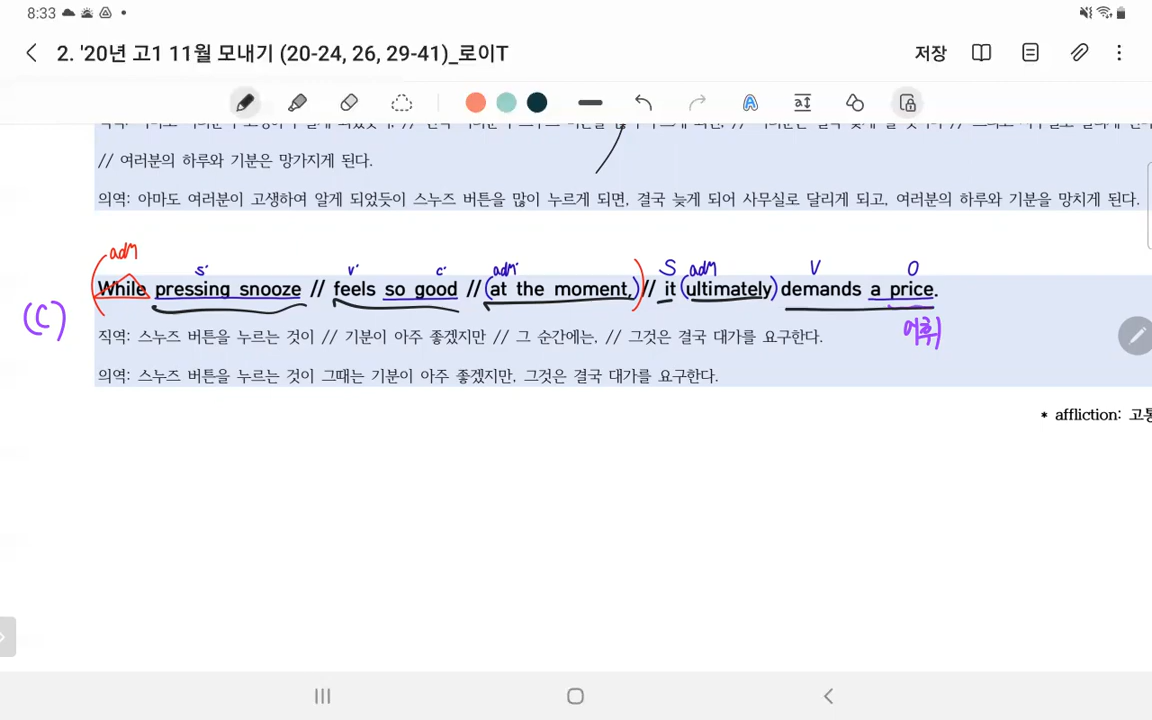 8:33
2. '20년 고1 11월 모내기 (20-24, 26, 29-41)_로이T
저장
// 여러분의 하루와 기분은 망가지게 된다.
의역: 아마도 여러분이 고생하여 알게 되었듯이 스누즈 버튼을 많이 누르게 되면, 결국 늦게 되어 사무실로 달리게 되고, 여러분의 하루와 기분을 망치게 된다.
adm
s' v' c' adm' S adm V O
(While pressing snooze // feels so good // (at the moment,)) // it (ultimately) demands a price.
(C)
어휘)
직역: 스누즈 버튼을 누르는 것이 // 기분이 아주 좋겠지만 // 그 순간에는, // 그것은 결국 대가를 요구한다.
의역: 스누즈 버튼을 누르는 것이 그때는 기분이 아주 좋겠지만, 그것은 결국 대가를 요구한다.
* affliction: 고통